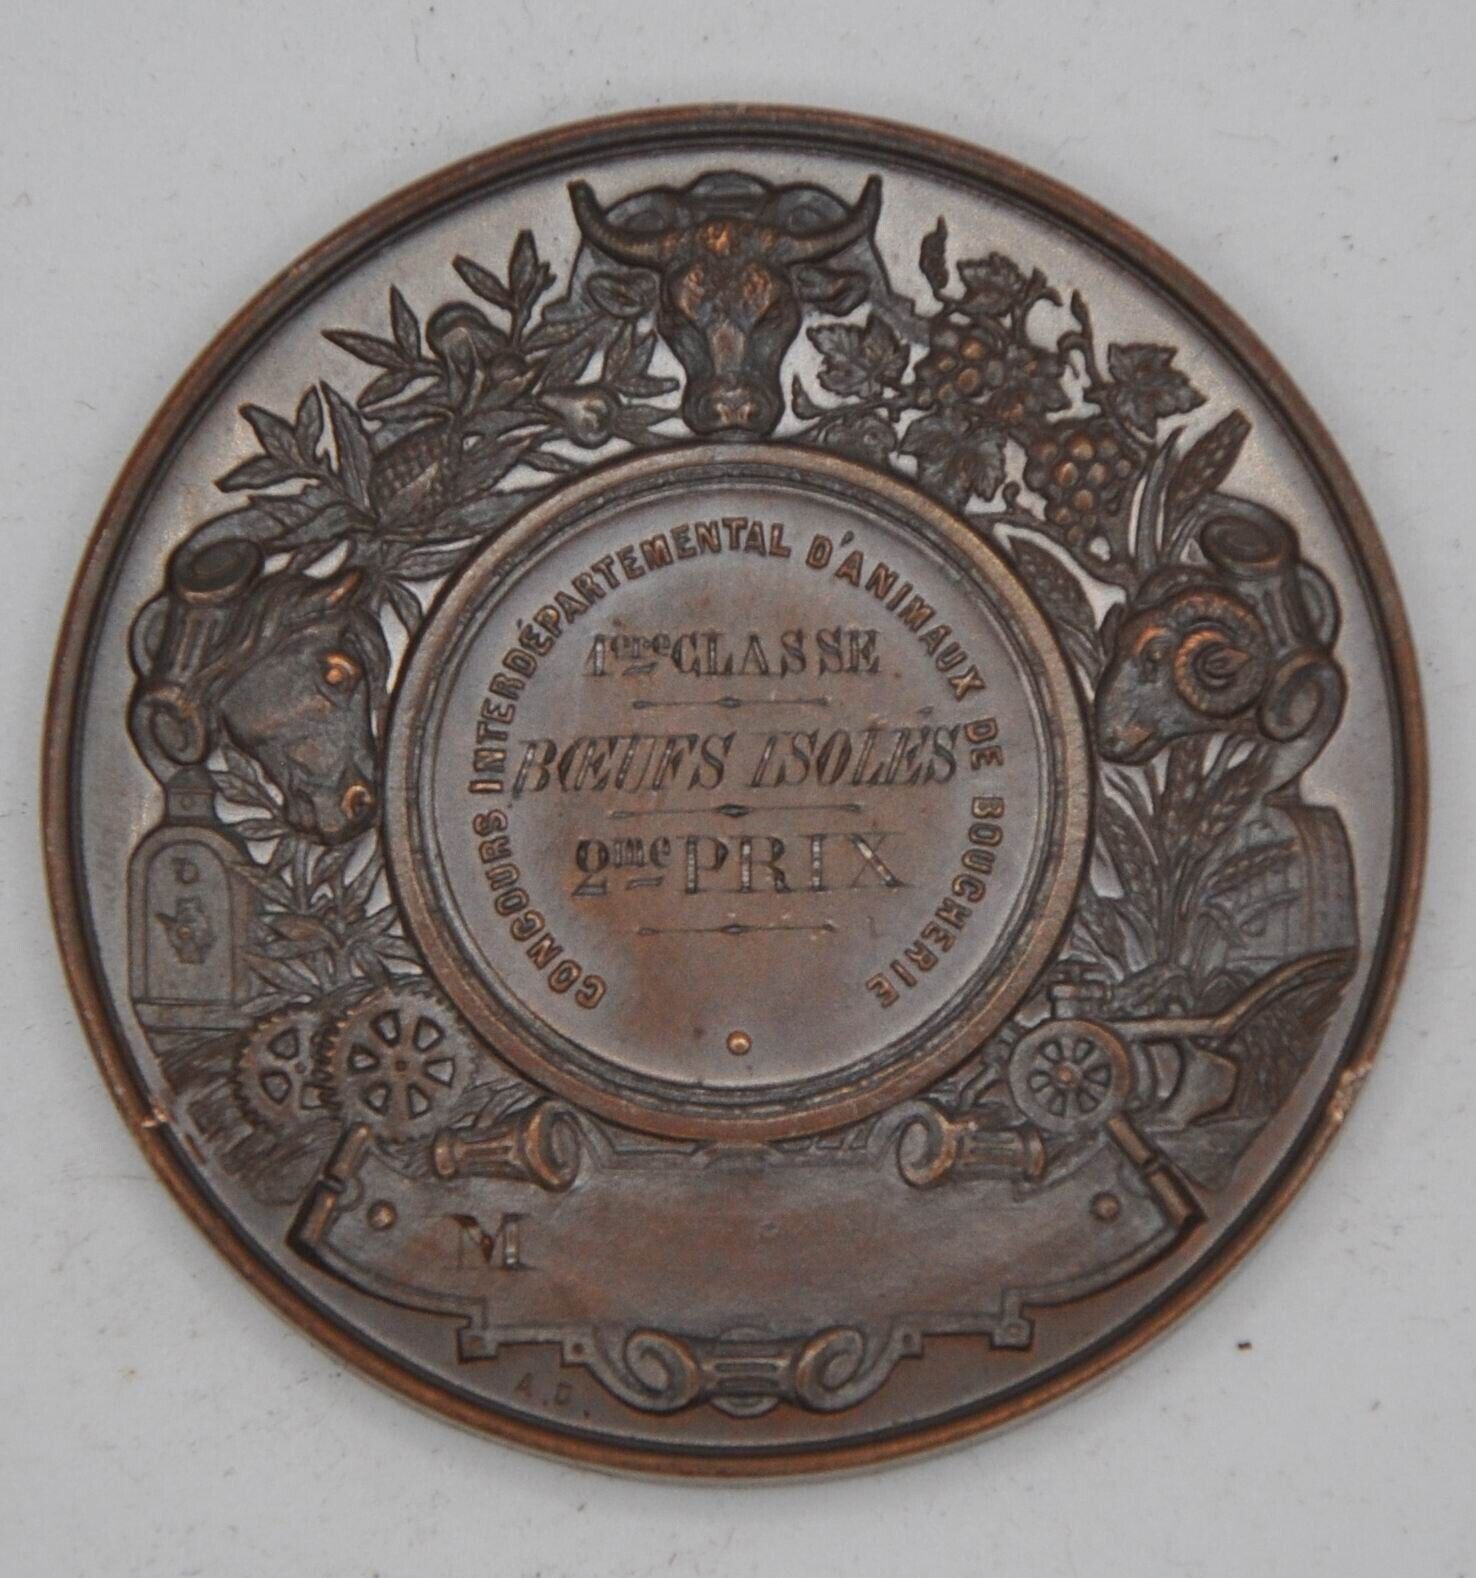 CONCOURS INTERDÉPARTEMENTAL D'ANIMAUX DE BOUCHERIE
1ère CLASSE
BŒUFS ISOLÉS
2me PRIX
M
A.D.